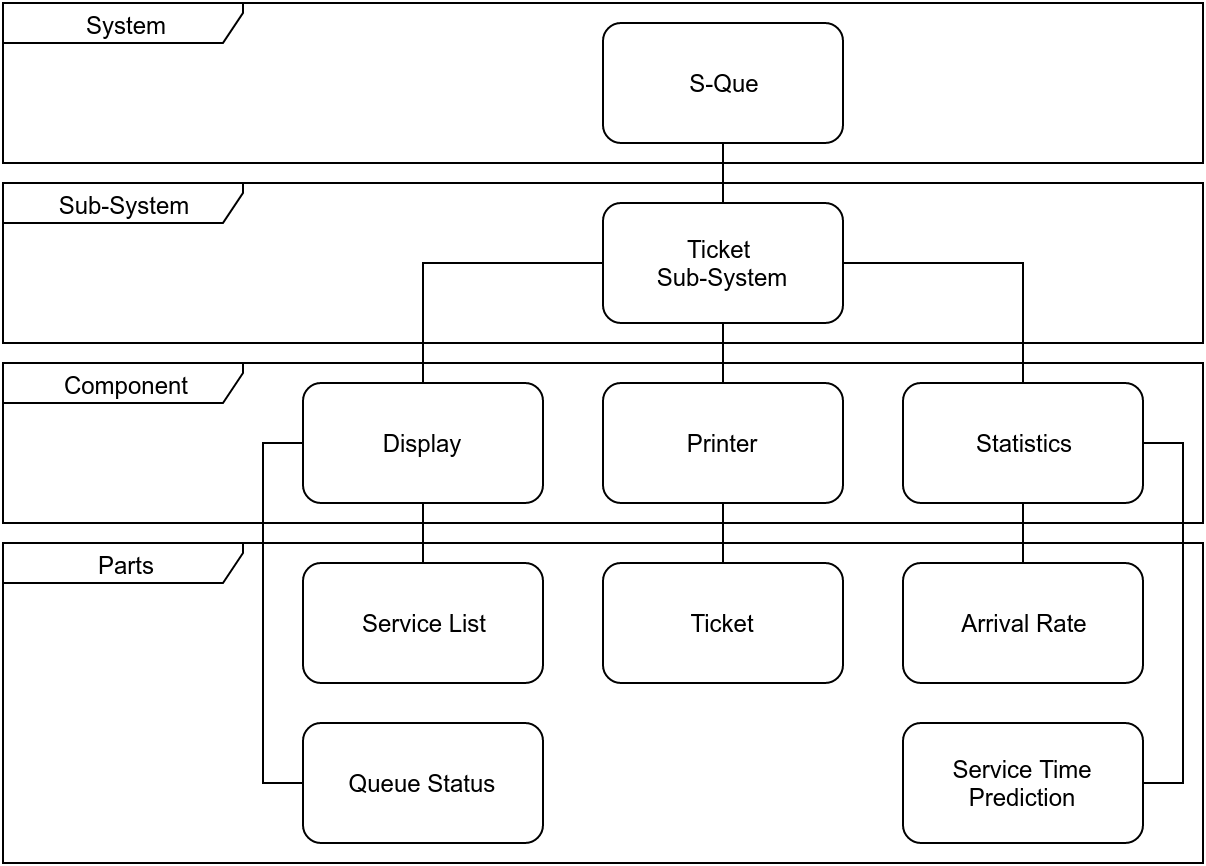 System
S-Que
Sub-System
Ticket
Sub-System
Component
Display
Printer
Statistics
Parts
Service List
Ticket
Arrival Rate
Queue Status
Service Time
Prediction